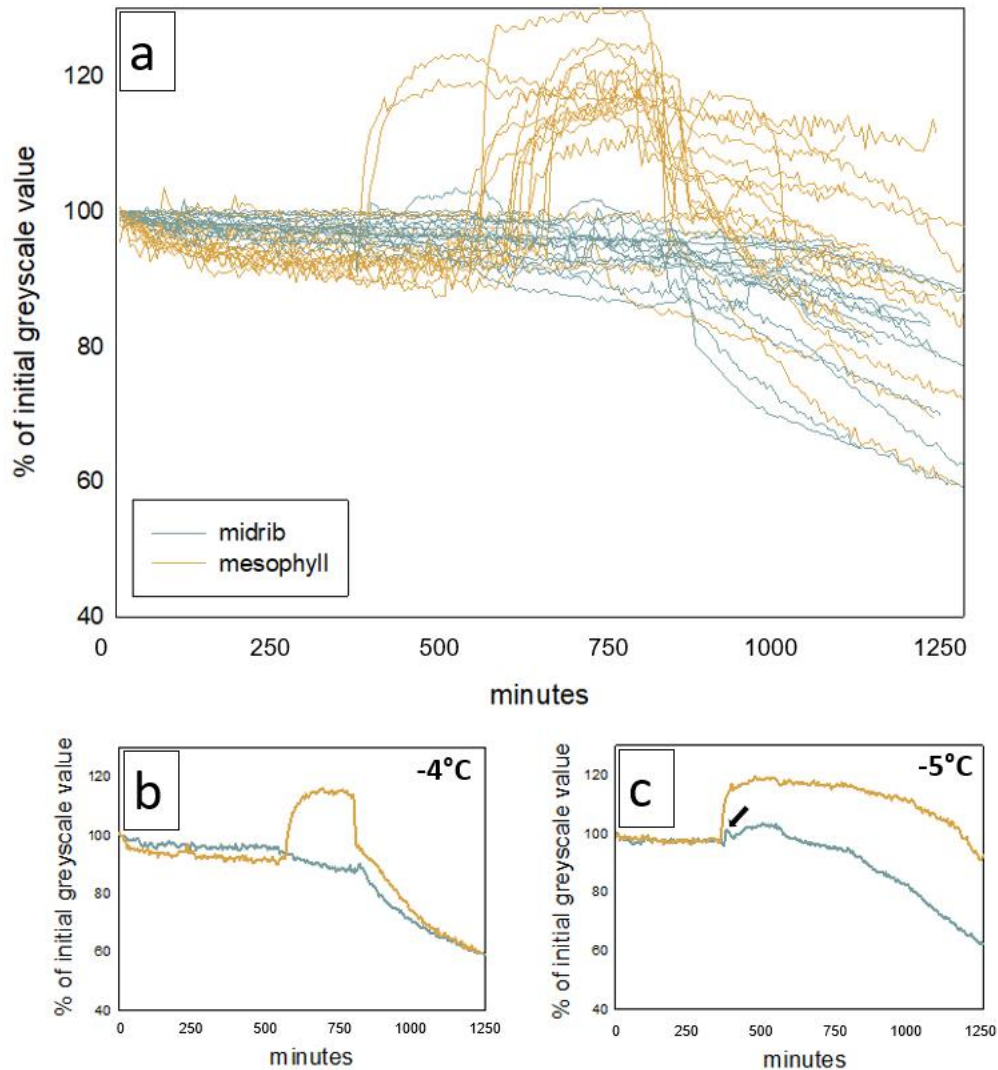 a
% of initial greyscale value
120
100
80
60
40
0 250 500 750 1000 1250
minutes
midrib
mesophyll
b
-4°C
% of initial greyscale value
120
100
80
60
40
0 250 500 750 1000 1250
minutes
c
-5°C
% of initial greyscale value
120
100
80
60
40
0 250 500 750 1000 1250
minutes